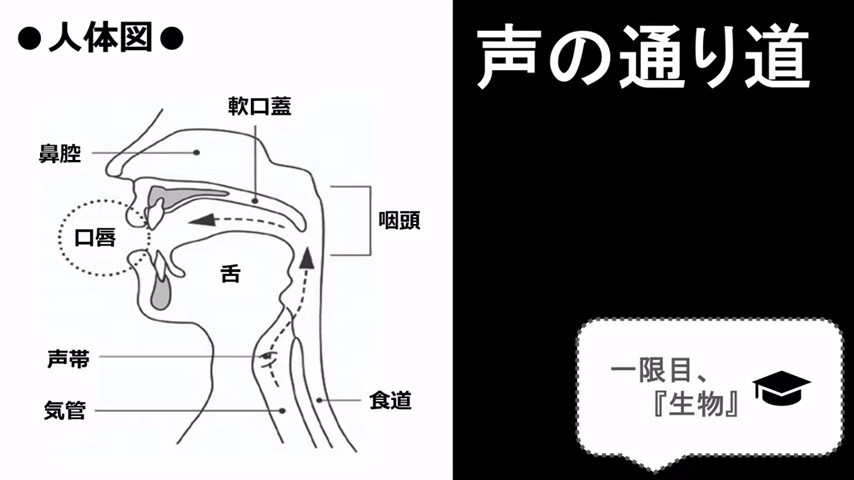 ●人体図●
声の通り道
軟口蓋
鼻腔
咽頭
口唇
舌
声帯
気管
食道
一限目、
『生物』